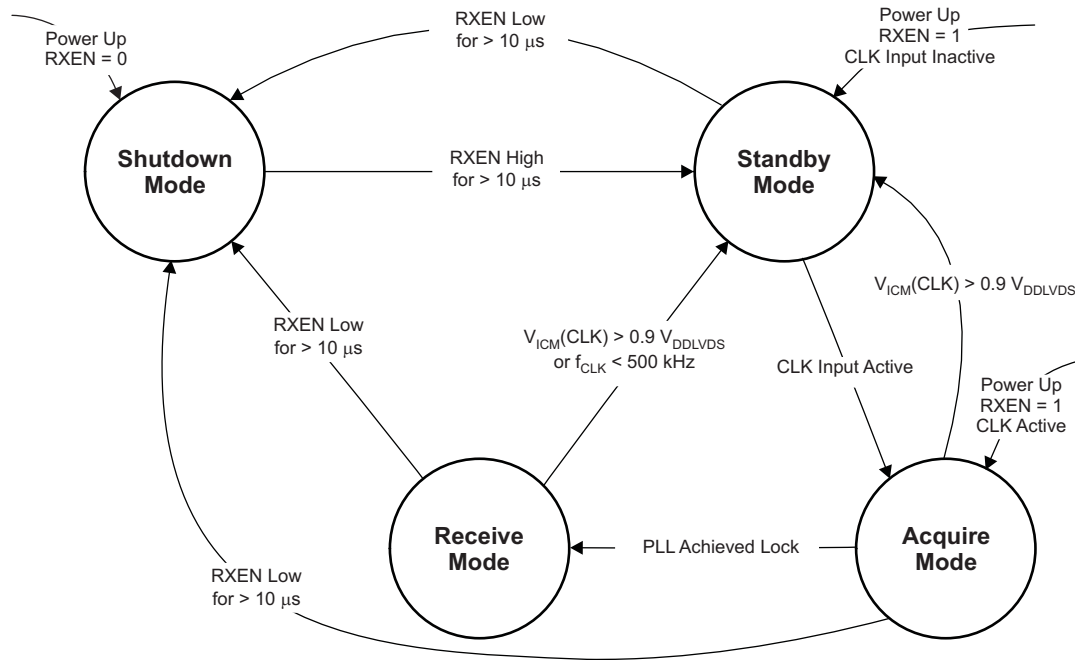 Power Up
RXEN = 0
RXEN Low
for > 10 μs
Power Up
RXEN = 1
CLK Input Inactive
Shutdown
Mode
RXEN High
for > 10 μs
Standby
Mode
V_ICM(CLK) > 0.9 V_DDLVDS
RXEN Low
for > 10 μs
V_ICM(CLK) > 0.9 V_DDLVDS
or f_CLK < 500 kHz
CLK Input Active
Power Up
RXEN = 1
CLK Active
Receive
Mode
PLL Achieved Lock
Acquire
Mode
RXEN Low
for > 10 μs